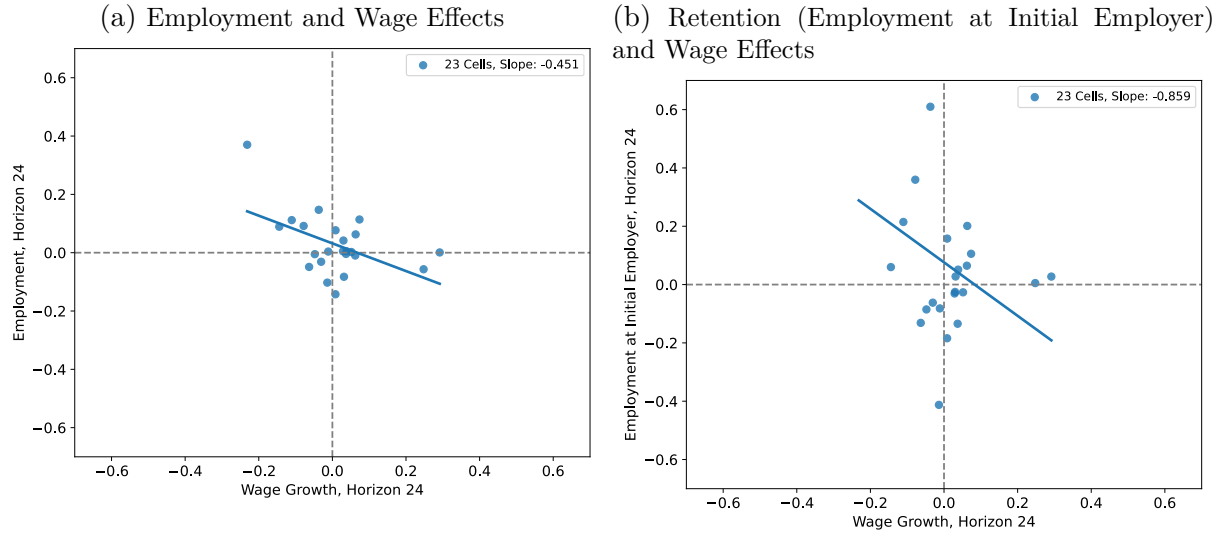 (a) Employment and Wage Effects
23 Cells, Slope: -0.451
0.6
0.4
0.2
0.0
−0.2
−0.4
−0.6
Employment, Horizon 24
−0.6 −0.4 −0.2 0.0 0.2 0.4 0.6
Wage Growth, Horizon 24
(b) Retention (Employment at Initial Employer)
and Wage Effects
23 Cells, Slope: -0.859
0.6
0.4
0.2
0.0
−0.2
−0.4
−0.6
Employment at Initial Employer, Horizon 24
−0.6 −0.4 −0.2 0.0 0.2 0.4 0.6
Wage Growth, Horizon 24